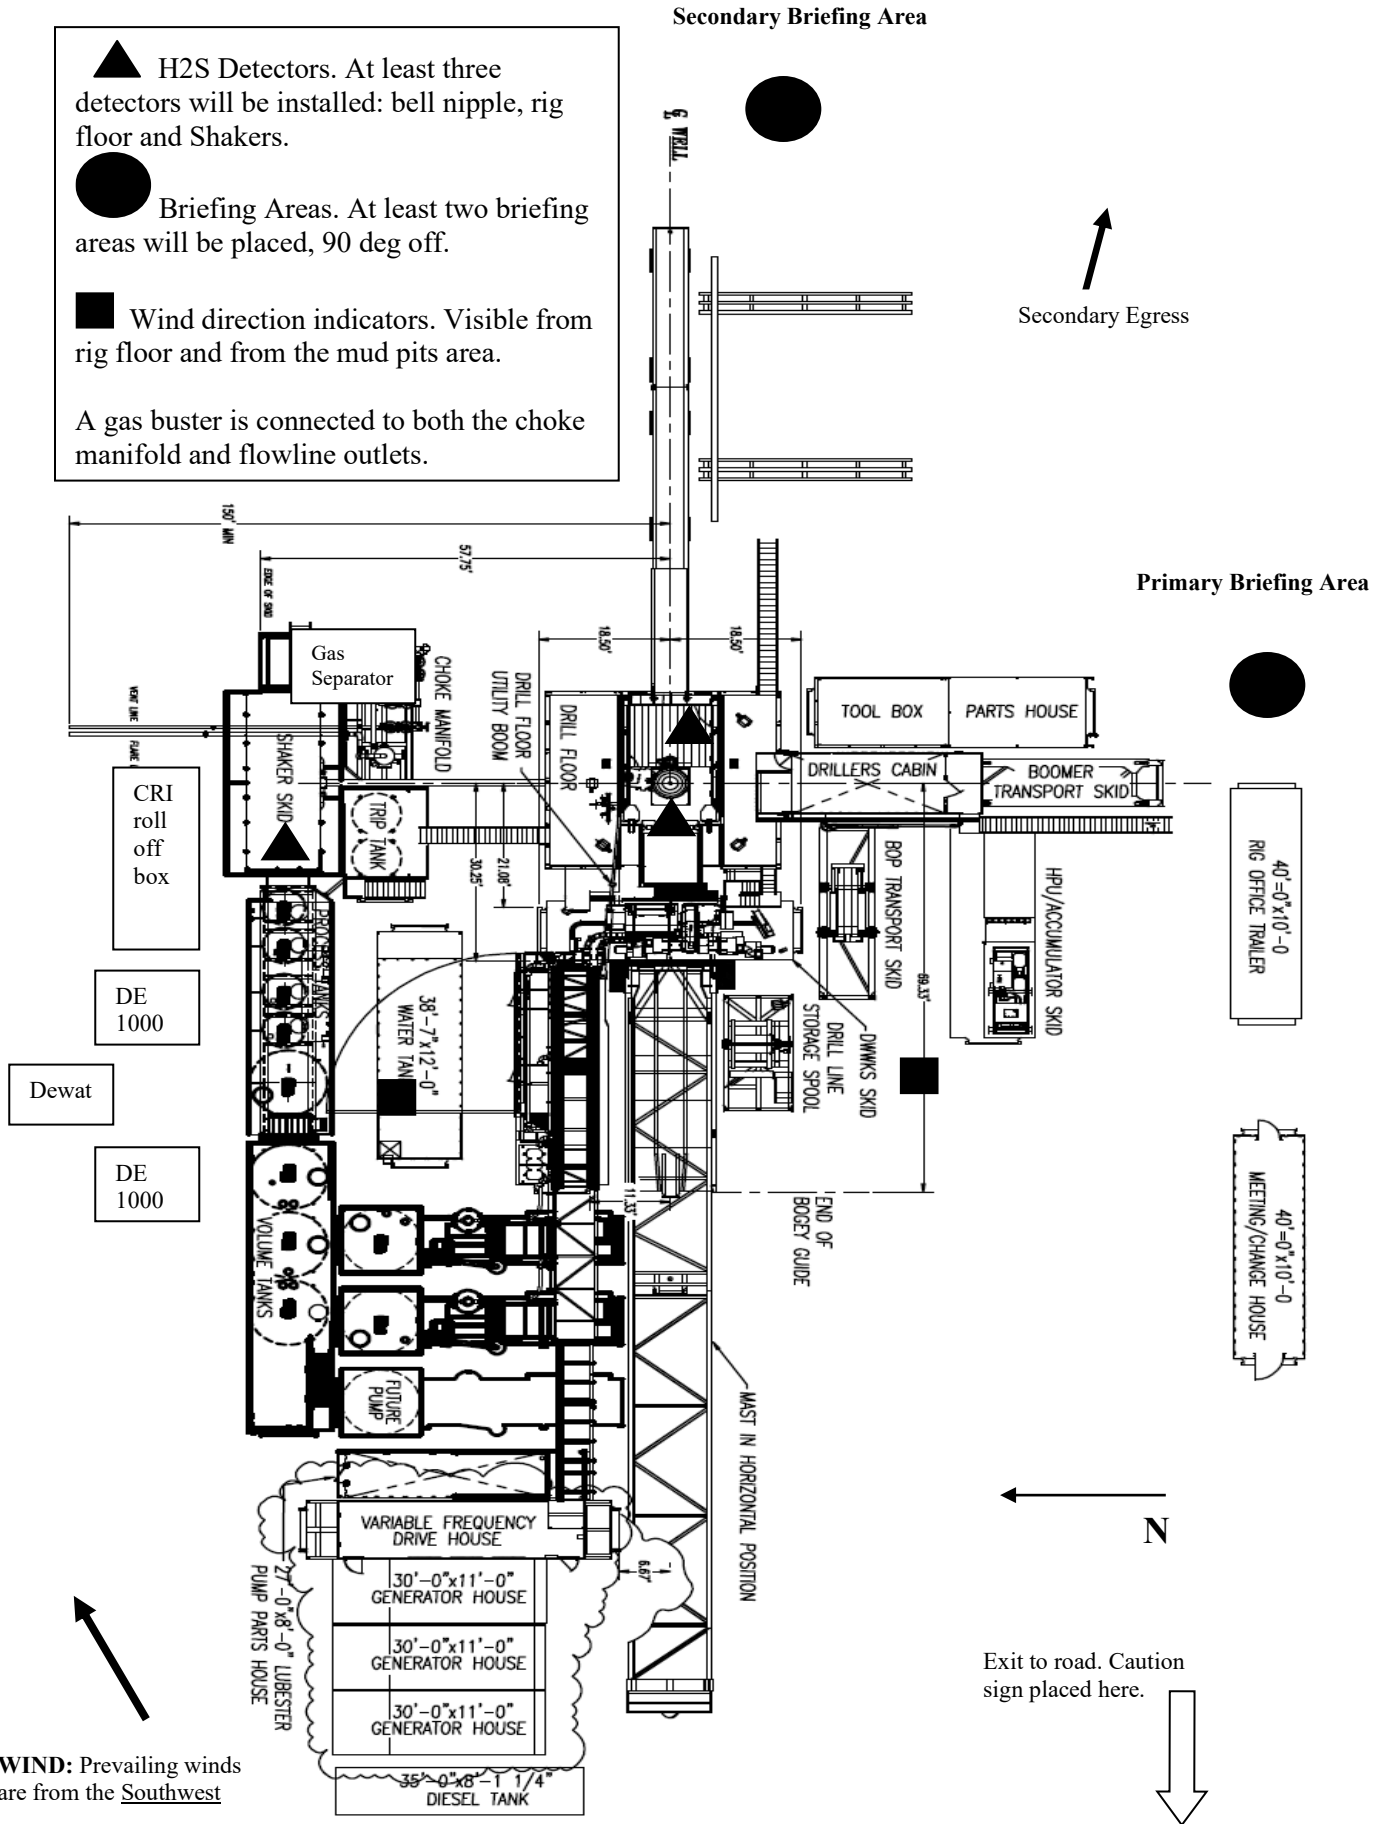 Secondary Briefing Area
H2S Detectors. At least three
detectors will be installed: bell nipple, rig
floor and Shakers.
Briefing Areas. At least two briefing
areas will be placed, 90 deg off.
Wind direction indicators. Visible from
rig floor and from the mud pits area.
A gas buster is connected to both the choke
manifold and flowline outlets.
WELL
Secondary Egress
150' MIN
57.75'
EDGE OF SKID
Primary Briefing Area
18.50'
18.50'
Gas
Separator
CHOKE MANIFOLD
DRILL FLOOR
UTILITY BOOM
DRILL FLOOR
TOOL BOX
PARTS HOUSE
VENT LINE
SHAKER SKID
DRILLERS CABIN
BOOMER
TRANSPORT SKID
CRI
roll
off
box
TRIP TANK
30.25'
21.08'
BOP TRANSPORT SKID
HPU/ACCUMULATOR SKID
40'=0"x10'-0
RIG OFFICE TRAILER
PROCESS TANKS
DE
1000
38'-7"x12'-0"
WATER TAN
69.33'
DWWKS SKID
DRILL LINE
STORAGE SPOOL
Dewat
DE
1000
11.33'
END OF
BOGEY GUIDE
40'=0"x10'-0
MEETING/CHANGE HOUSE
VOLUME TANKS
FUTURE
PUMP
MAST IN HORIZONTAL POSITION
N
VARIABLE FREQUENCY
DRIVE HOUSE
6.67'
27'-0"x8'-0" LUBESTER
PUMP PARTS HOUSE
30'-0"x11'-0"
GENERATOR HOUSE
30'-0"x11'-0"
GENERATOR HOUSE
30'-0"x11'-0"
GENERATOR HOUSE
Exit to road. Caution
sign placed here.
WIND: Prevailing winds
are from the Southwest
35'-0"x8'-1 1/4"
DIESEL TANK